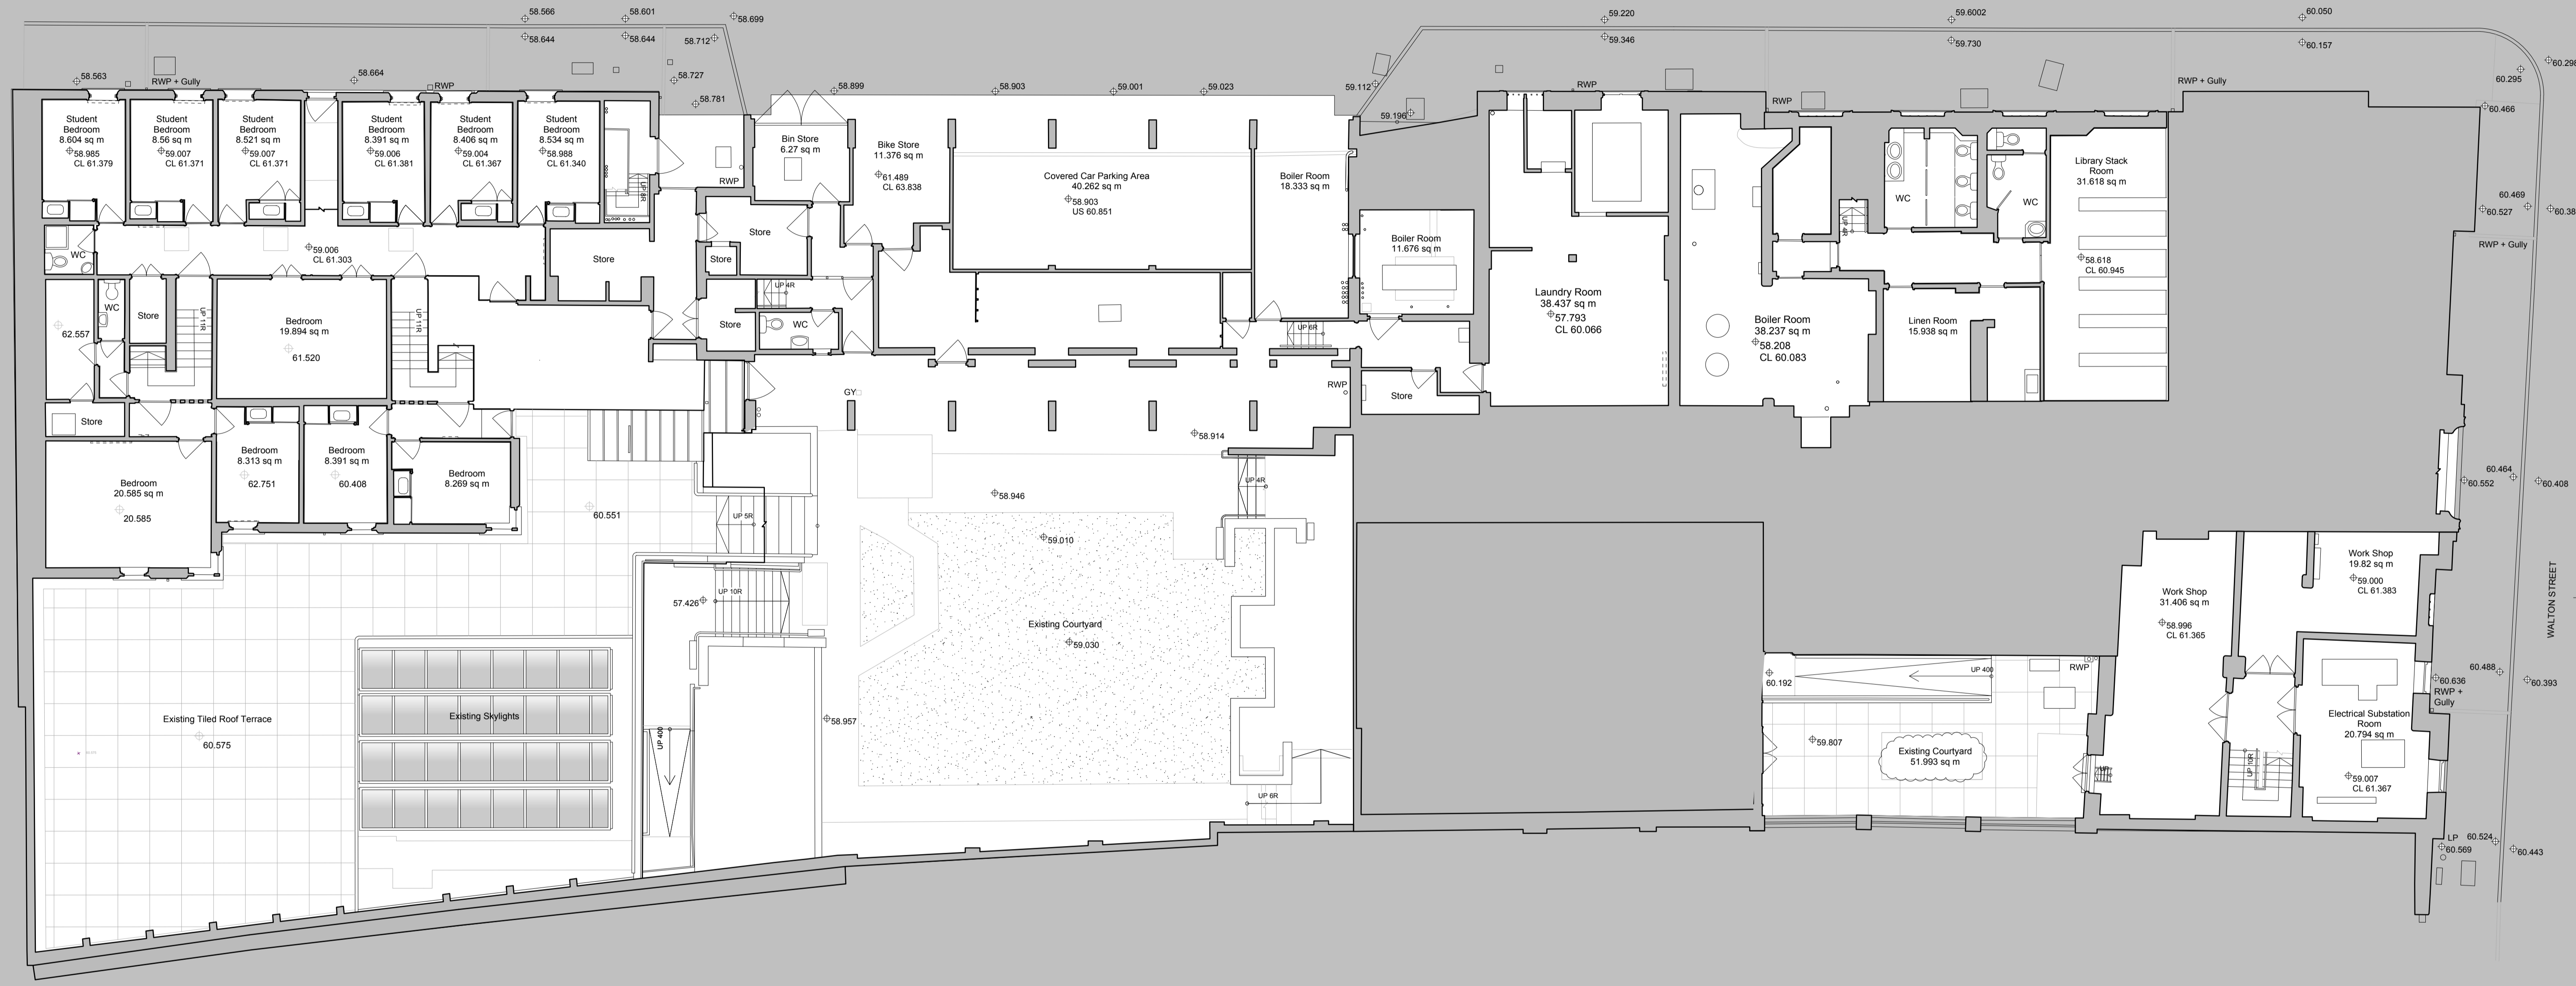 58.566
58.601
58.699
59.220
59.6002
60.050
58.644
58.644
58.712
59.346
59.730
60.157
60.295
58.563
RWP + Gully
58.664
RWP
58.727
58.781
58.899
58.903
59.001
59.023
59.112
59.196
RWP
RWP
RWP + Gully
60.466
Student
Bedroom
8.604 sq m
58.985
CL 61.379
Student
Bedroom
8.56 sq m
59.007
CL 61.371
Student
Bedroom
8.521 sq m
59.007
CL 61.371
Student
Bedroom
8.391 sq m
59.006
CL 61.381
Student
Bedroom
8.406 sq m
59.004
CL 61.367
Student
Bedroom
8.534 sq m
58.988
CL 61.340
UP 8R
RWP
Bin Store
6.27 sq m
Bike Store
11.376 sq m
61.489
CL 63.838
Covered Car Parking Area
40.262 sq m
58.903
US 60.851
Boiler Room
18.333 sq m
Boiler Room
11.676 sq m
Laundry Room
38.437 sq m
57.793
CL 60.066
Boiler Room
38.237 sq m
58.208
CL 60.083
UP 4R
WC
WC
Library Stack
Room
31.618 sq m
58.618
CL 60.945
Linen Room
15.938 sq m
60.469
60.527
RWP + Gully
WC
59.006
CL 61.303
Store
Store
Store
UP 4R
Store
WC
UP 6R
62.557
WC
Store
UP 11R
Bedroom
19.894 sq m
61.520
UP 11R
Store
GY
RWP
Store
58.914
Bedroom
20.585 sq m
20.585
Bedroom
8.313 sq m
62.751
Bedroom
8.391 sq m
60.408
Bedroom
8.269 sq m
60.551
UP 5R
58.946
UP 4R
60.464
60.552
60.408
59.010
UP 10R
57.426
Existing Courtyard
59.030
Work Shop
31.406 sq m
58.996
CL 61.365
Work Shop
19.82 sq m
59.000
CL 61.383
WALTON STREET
60.192
UP 400
RWP
60.488
60.636
RWP +
Gully
60.393
Existing Tiled Roof Terrace
60.575
Existing Skylights
UP 400
58.957
59.807
Existing Courtyard
51.993 sq m
UP
UP 10R
Electrical Substation
Room
20.794 sq m
59.007
CL 61.367
UP 6R
LP
60.524
60.569
60.443